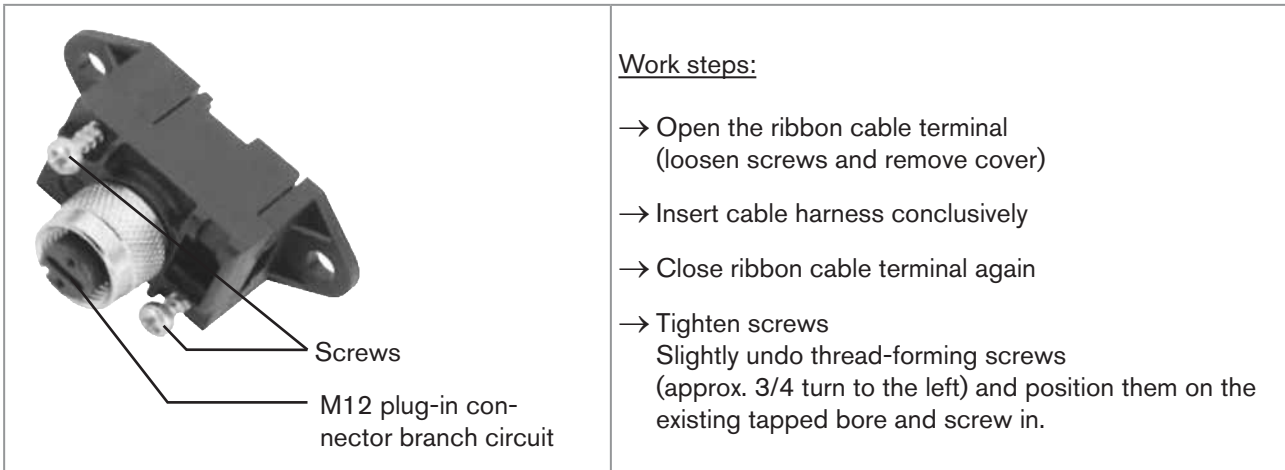 Screws
M12 plug-in con-
nector branch circuit
Work steps:
→ Open the ribbon cable terminal
(loosen screws and remove cover)
→ Insert cable harness conclusively
→ Close ribbon cable terminal again
→ Tighten screws
Slightly undo thread-forming screws
(approx. 3/4 turn to the left) and position them on the
existing tapped bore and screw in.